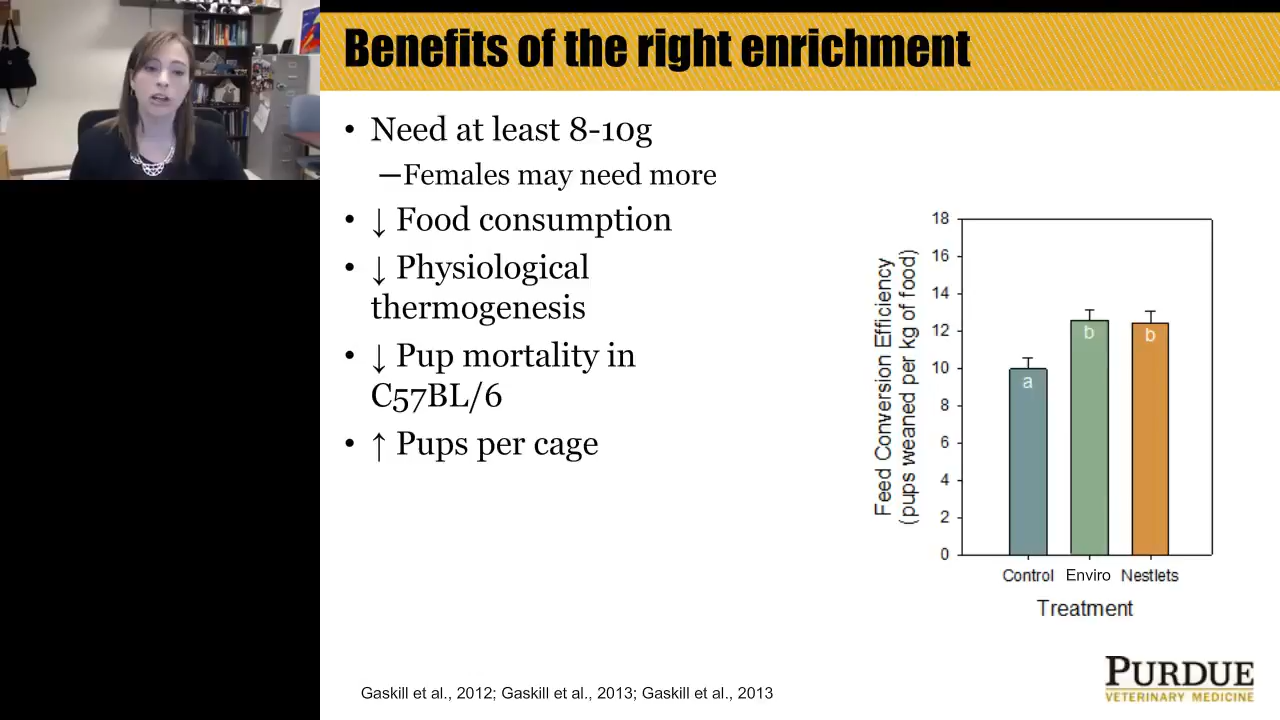 Benefits of the right enrichment
• Need at least 8-10g
—Females may need more
• ↓ Food consumption
• ↓ Physiological
thermogenesis
• ↓ Pup mortality in
C57BL/6
• ↑ Pups per cage
Feed Conversion Efficiency
(pups weaned per kg of food)
18
16
14
12
10
8
6
4
2
0
a
b
b
Control Enviro Nestlets
Treatment
Gaskill et al., 2012; Gaskill et al., 2013; Gaskill et al., 2013
PURDUE
VETERINARY MEDICINE